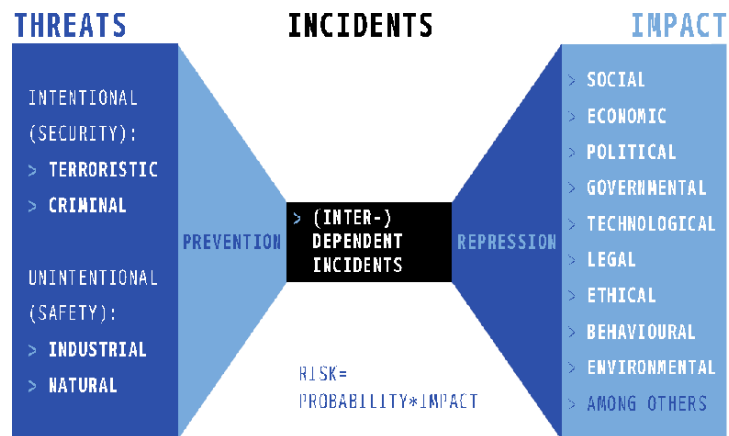 THREATS
INCIDENTS
IMPACT
INTENTIONAL
(SECURITY):
> TERRORISTIC
> CRIMINAL
UNINTENTIONAL
(SAFETY):
> INDUSTRIAL
> NATURAL
PREVENTION
> (INTER-)
DEPENDENT
INCIDENTS
REPRESSION
RISK=
PROBABILITY*IMPACT
> SOCIAL
> ECONOMIC
> POLITICAL
> GOVERNMENTAL
> TECHNOLOGICAL
> LEGAL
> ETHICAL
> BEHAVIOURAL
> ENVIRONMENTAL
> AMONG OTHERS